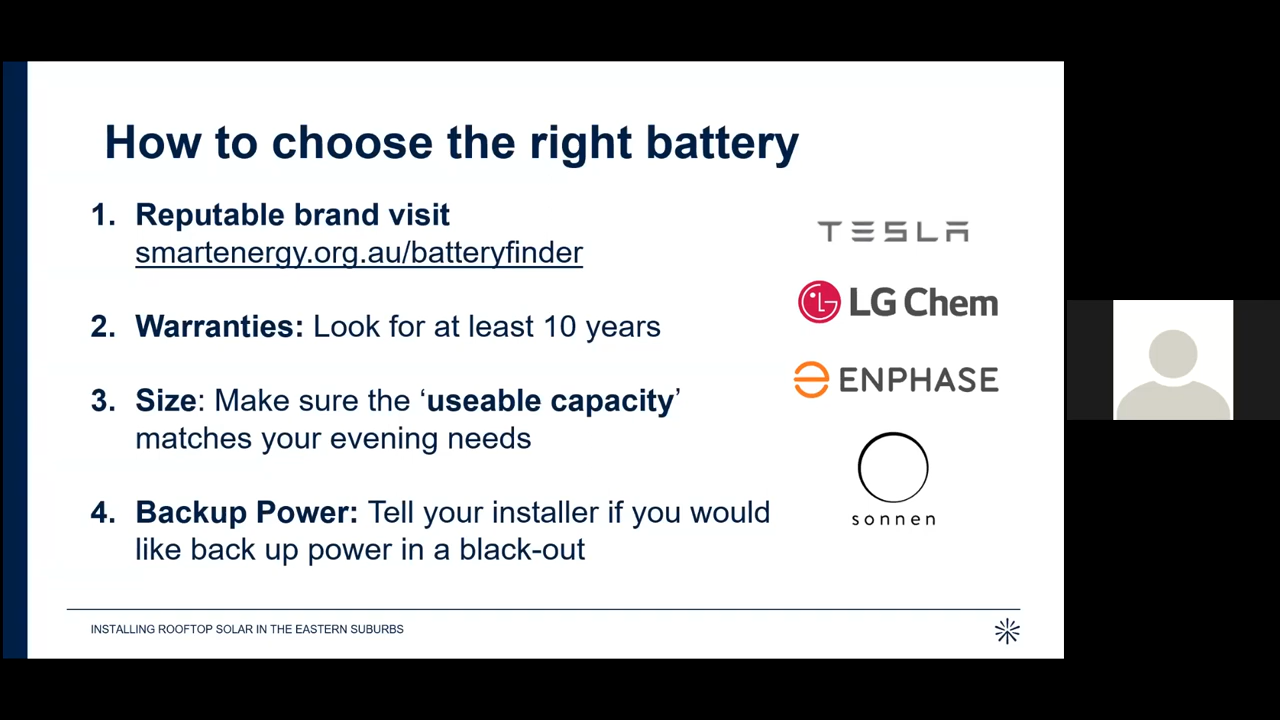 How to choose the right battery
1. Reputable brand visit
smartenergy.org.au/batteryfinder
2. Warranties: Look for at least 10 years
3. Size: Make sure the ‘useable capacity’
matches your evening needs
4. Backup Power: Tell your installer if you would
like back up power in a black-out
TESLA
LG Chem
ENPHASE
sonnen
INSTALLING ROOFTOP SOLAR IN THE EASTERN SUBURBS